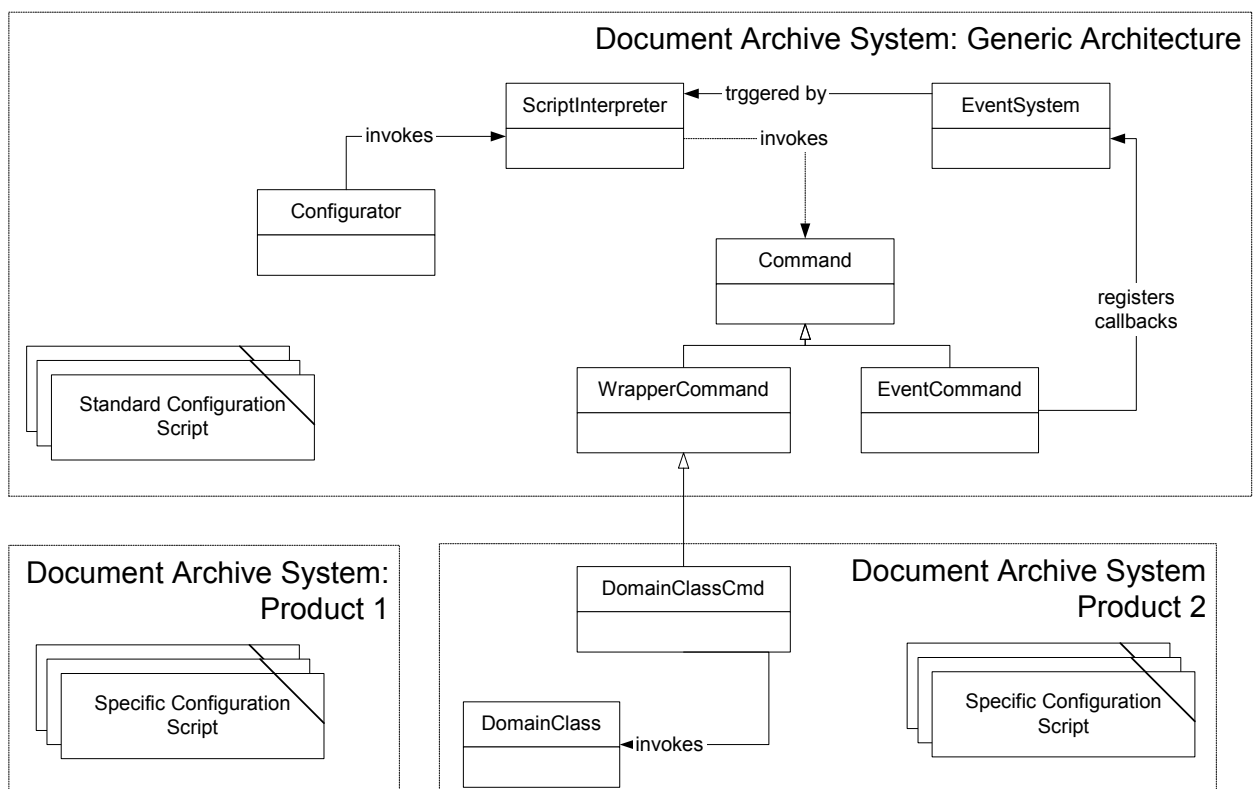 Document Archive System: Generic Architecture
ScriptInterpreter
trggered by
EventSystem
invokes
invokes
Configurator
Command
registers
callbacks
WrapperCommand
EventCommand
Standard Configuration
Script
Document Archive System:
Product 1
Specific Configuration
Script
Document Archive System
Product 2
DomainClassCmd
Specific Configuration
Script
DomainClass
invokes